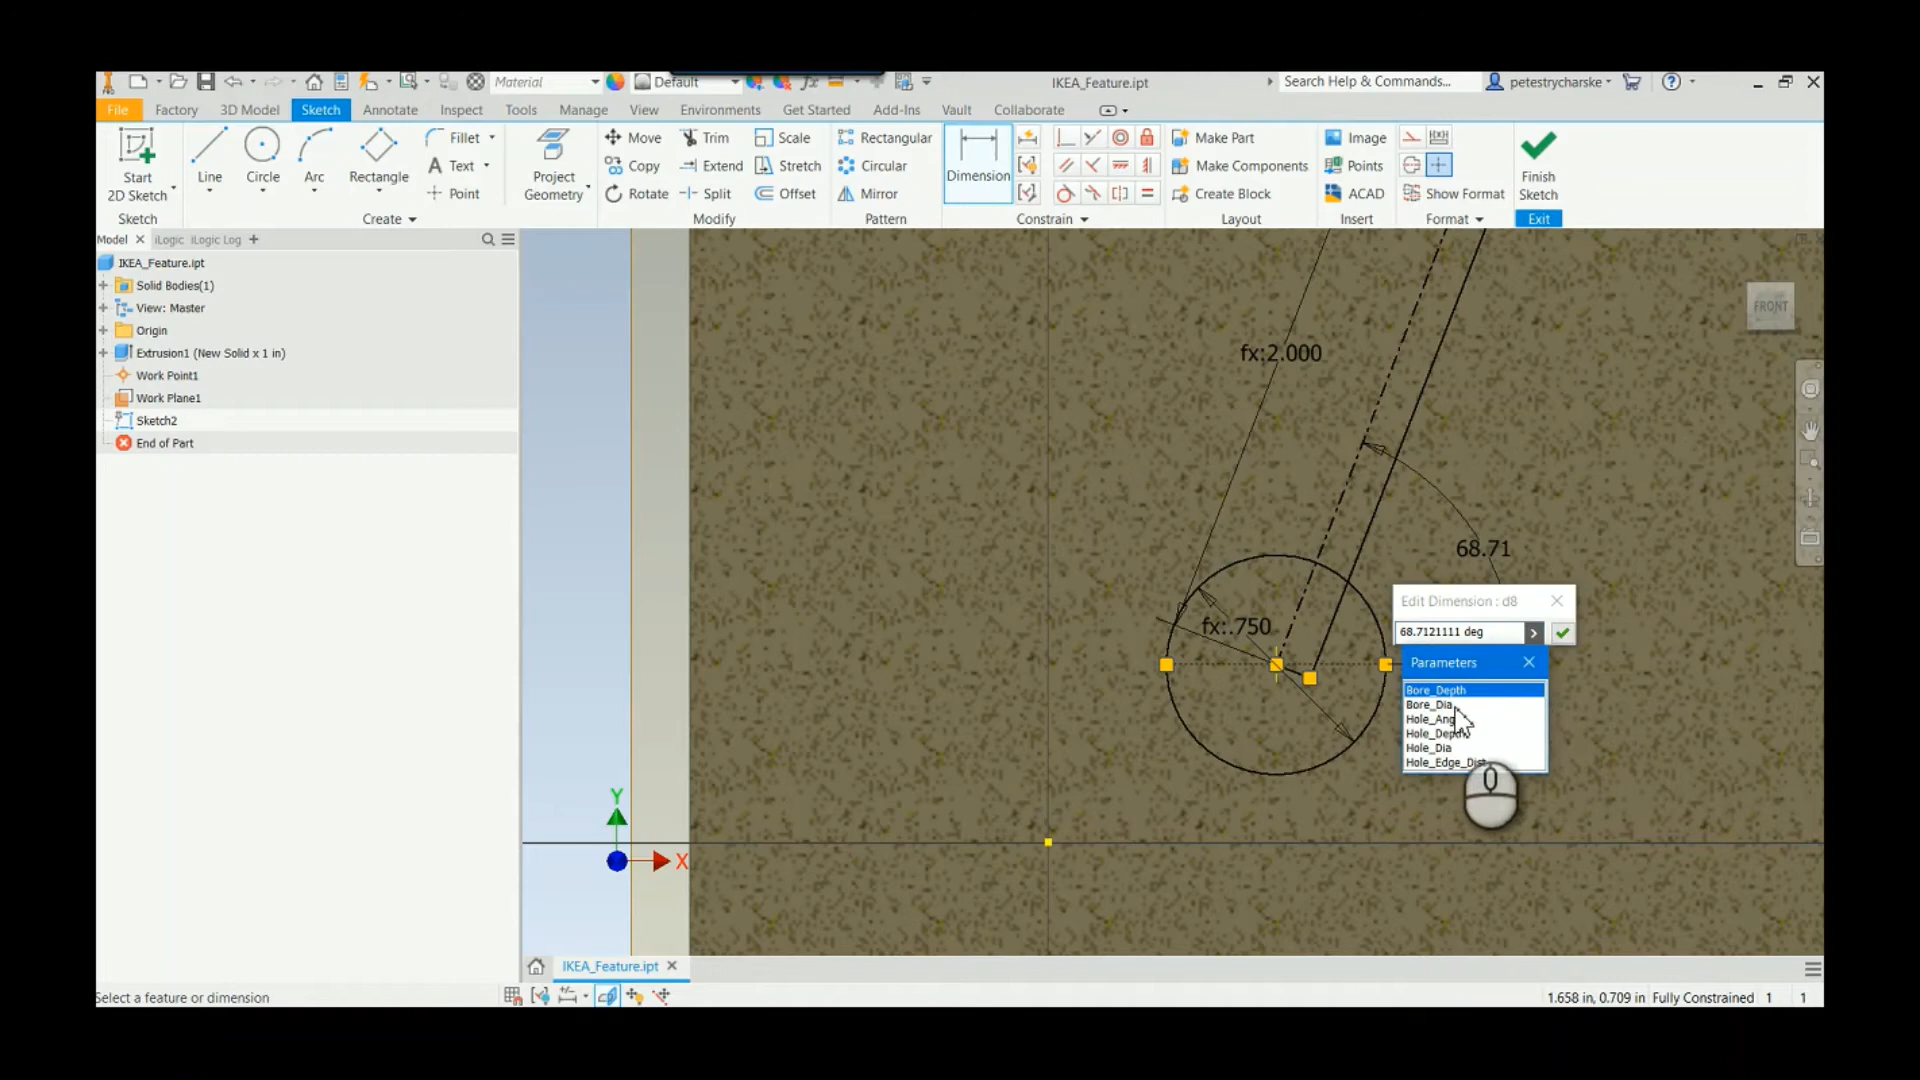 Material
Default
IKEA_Feature.ipt
Search Help & Commands...
petestrycharske
File
Factory
3D Model
Sketch
Annotate
Inspect
Tools
Manage
View
Environments
Get Started
Add-Ins
Vault
Collaborate
Start
2D Sketch
Line
Circle
Arc
Rectangle
Fillet
Text
Point
Project
Geometry
Move
Copy
Rotate
Trim
Extend
Split
Scale
Stretch
Offset
Rectangular
Circular
Mirror
Dimension
Make Part
Make Components
Create Block
Image
Points
ACAD
Show Format
Finish
Sketch
Sketch
Create
Modify
Pattern
Constrain
Layout
Insert
Format
Exit
Model
iLogic
iLogic Log
IKEA_Feature.ipt
Solid Bodies(1)
View: Master
Origin
Extrusion1 (New Solid x 1 in)
Work Point1
Work Plane1
Sketch2
End of Part
FRONT
fx:2.000
68.71
fx:.750
Edit Dimension : d8
68.7121111 deg
Parameters
Bore_Depth
Bore_Dia
Hole_Ang
Hole_Depth
Hole_Dia
Hole_Edge_Dist
Y
X
IKEA_Feature.ipt
Select a feature or dimension
1.658 in, 0.709 in Fully Constrained 1 1